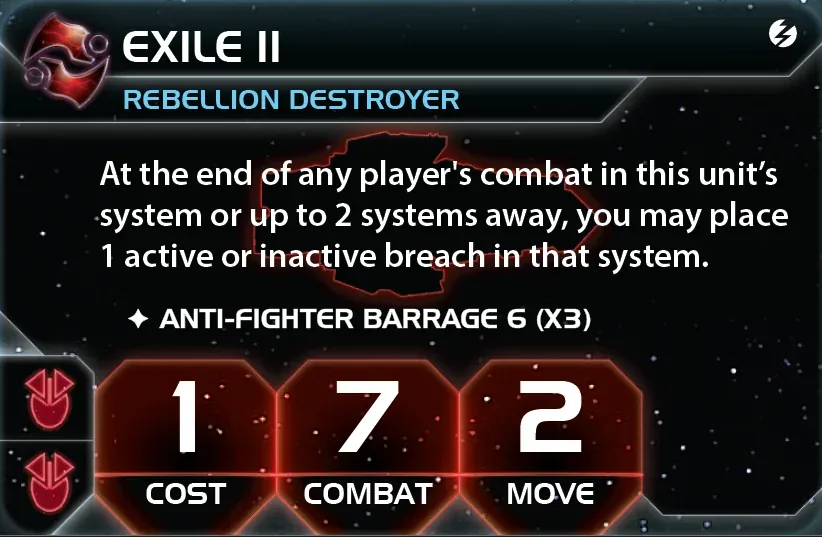 EXILE II
REBELLION DESTROYER
At the end of any player's combat in this unit’s
system or up to 2 systems away, you may place
1 active or inactive breach in that system.
ANTI-FIGHTER BARRAGE 6 (X3)
1 7 2
COST COMBAT MOVE